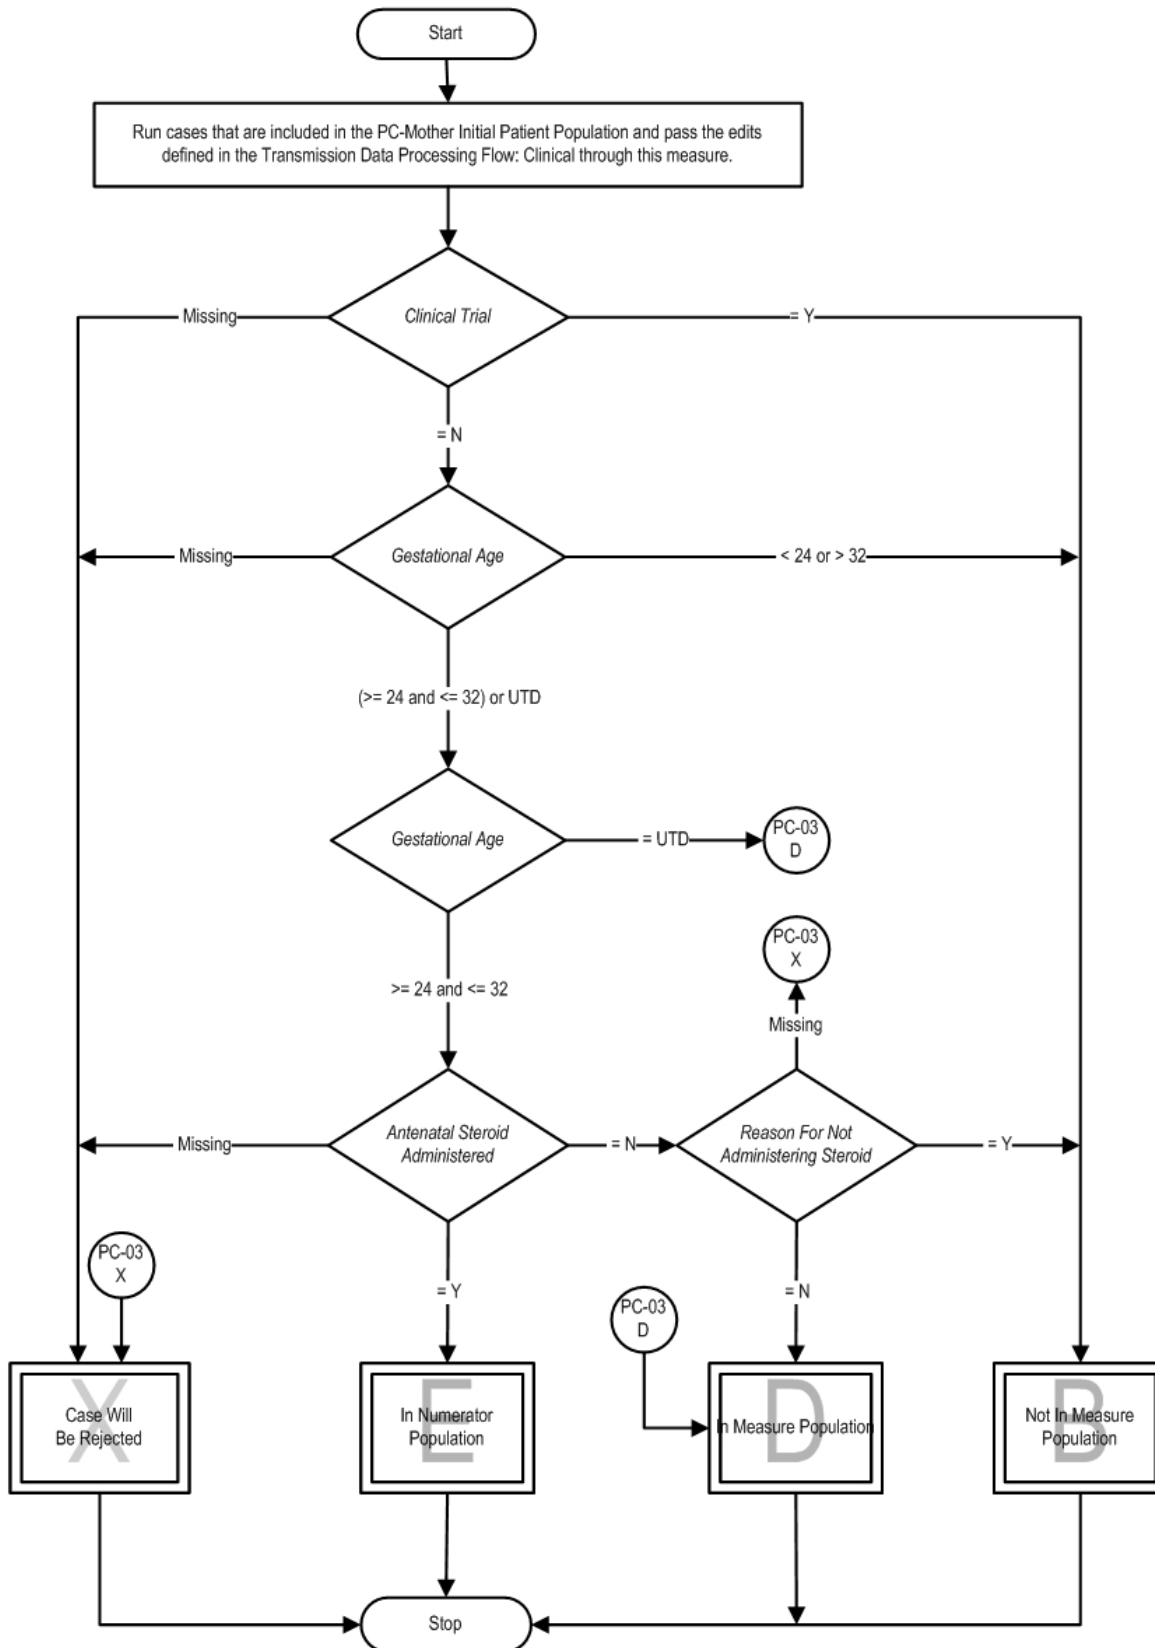 Start
Run cases that are included in the PC-Mother Initial Patient Population and pass the edits
defined in the Transmission Data Processing Flow: Clinical through this measure.
Missing
Clinical Trial
= Y
= N
Missing
Gestational Age
< 24 or > 32
(>= 24 and <= 32) or UTD
Gestational Age
= UTD
PC-03
D
PC-03
X
>= 24 and <= 32
Missing
Missing
Antenatal Steroid
Administered
= N
Reason For Not
Administering Steroid
= Y
PC-03
X
= Y
= N
PC-03
D
X
Case Will
Be Rejected
E
In Numerator
Population
D
In Measure Population
B
Not In Measure
Population
Stop